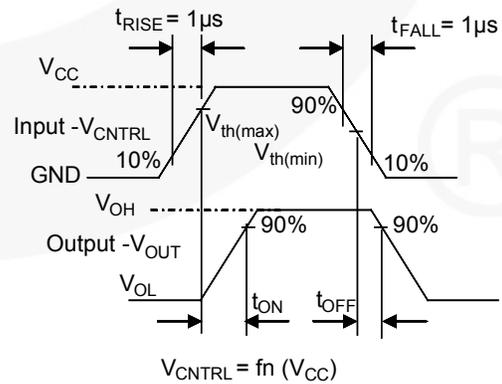 tRISE = 1µs
tFALL = 1µs
VCC
90%
Input -VCNTRL
Vth(max)
Vth(min)
10%
10%
GND
VOH
90%
90%
Output -VOUT
VOL
tON
tOFF
VCNTRL = fn (VCC)
®